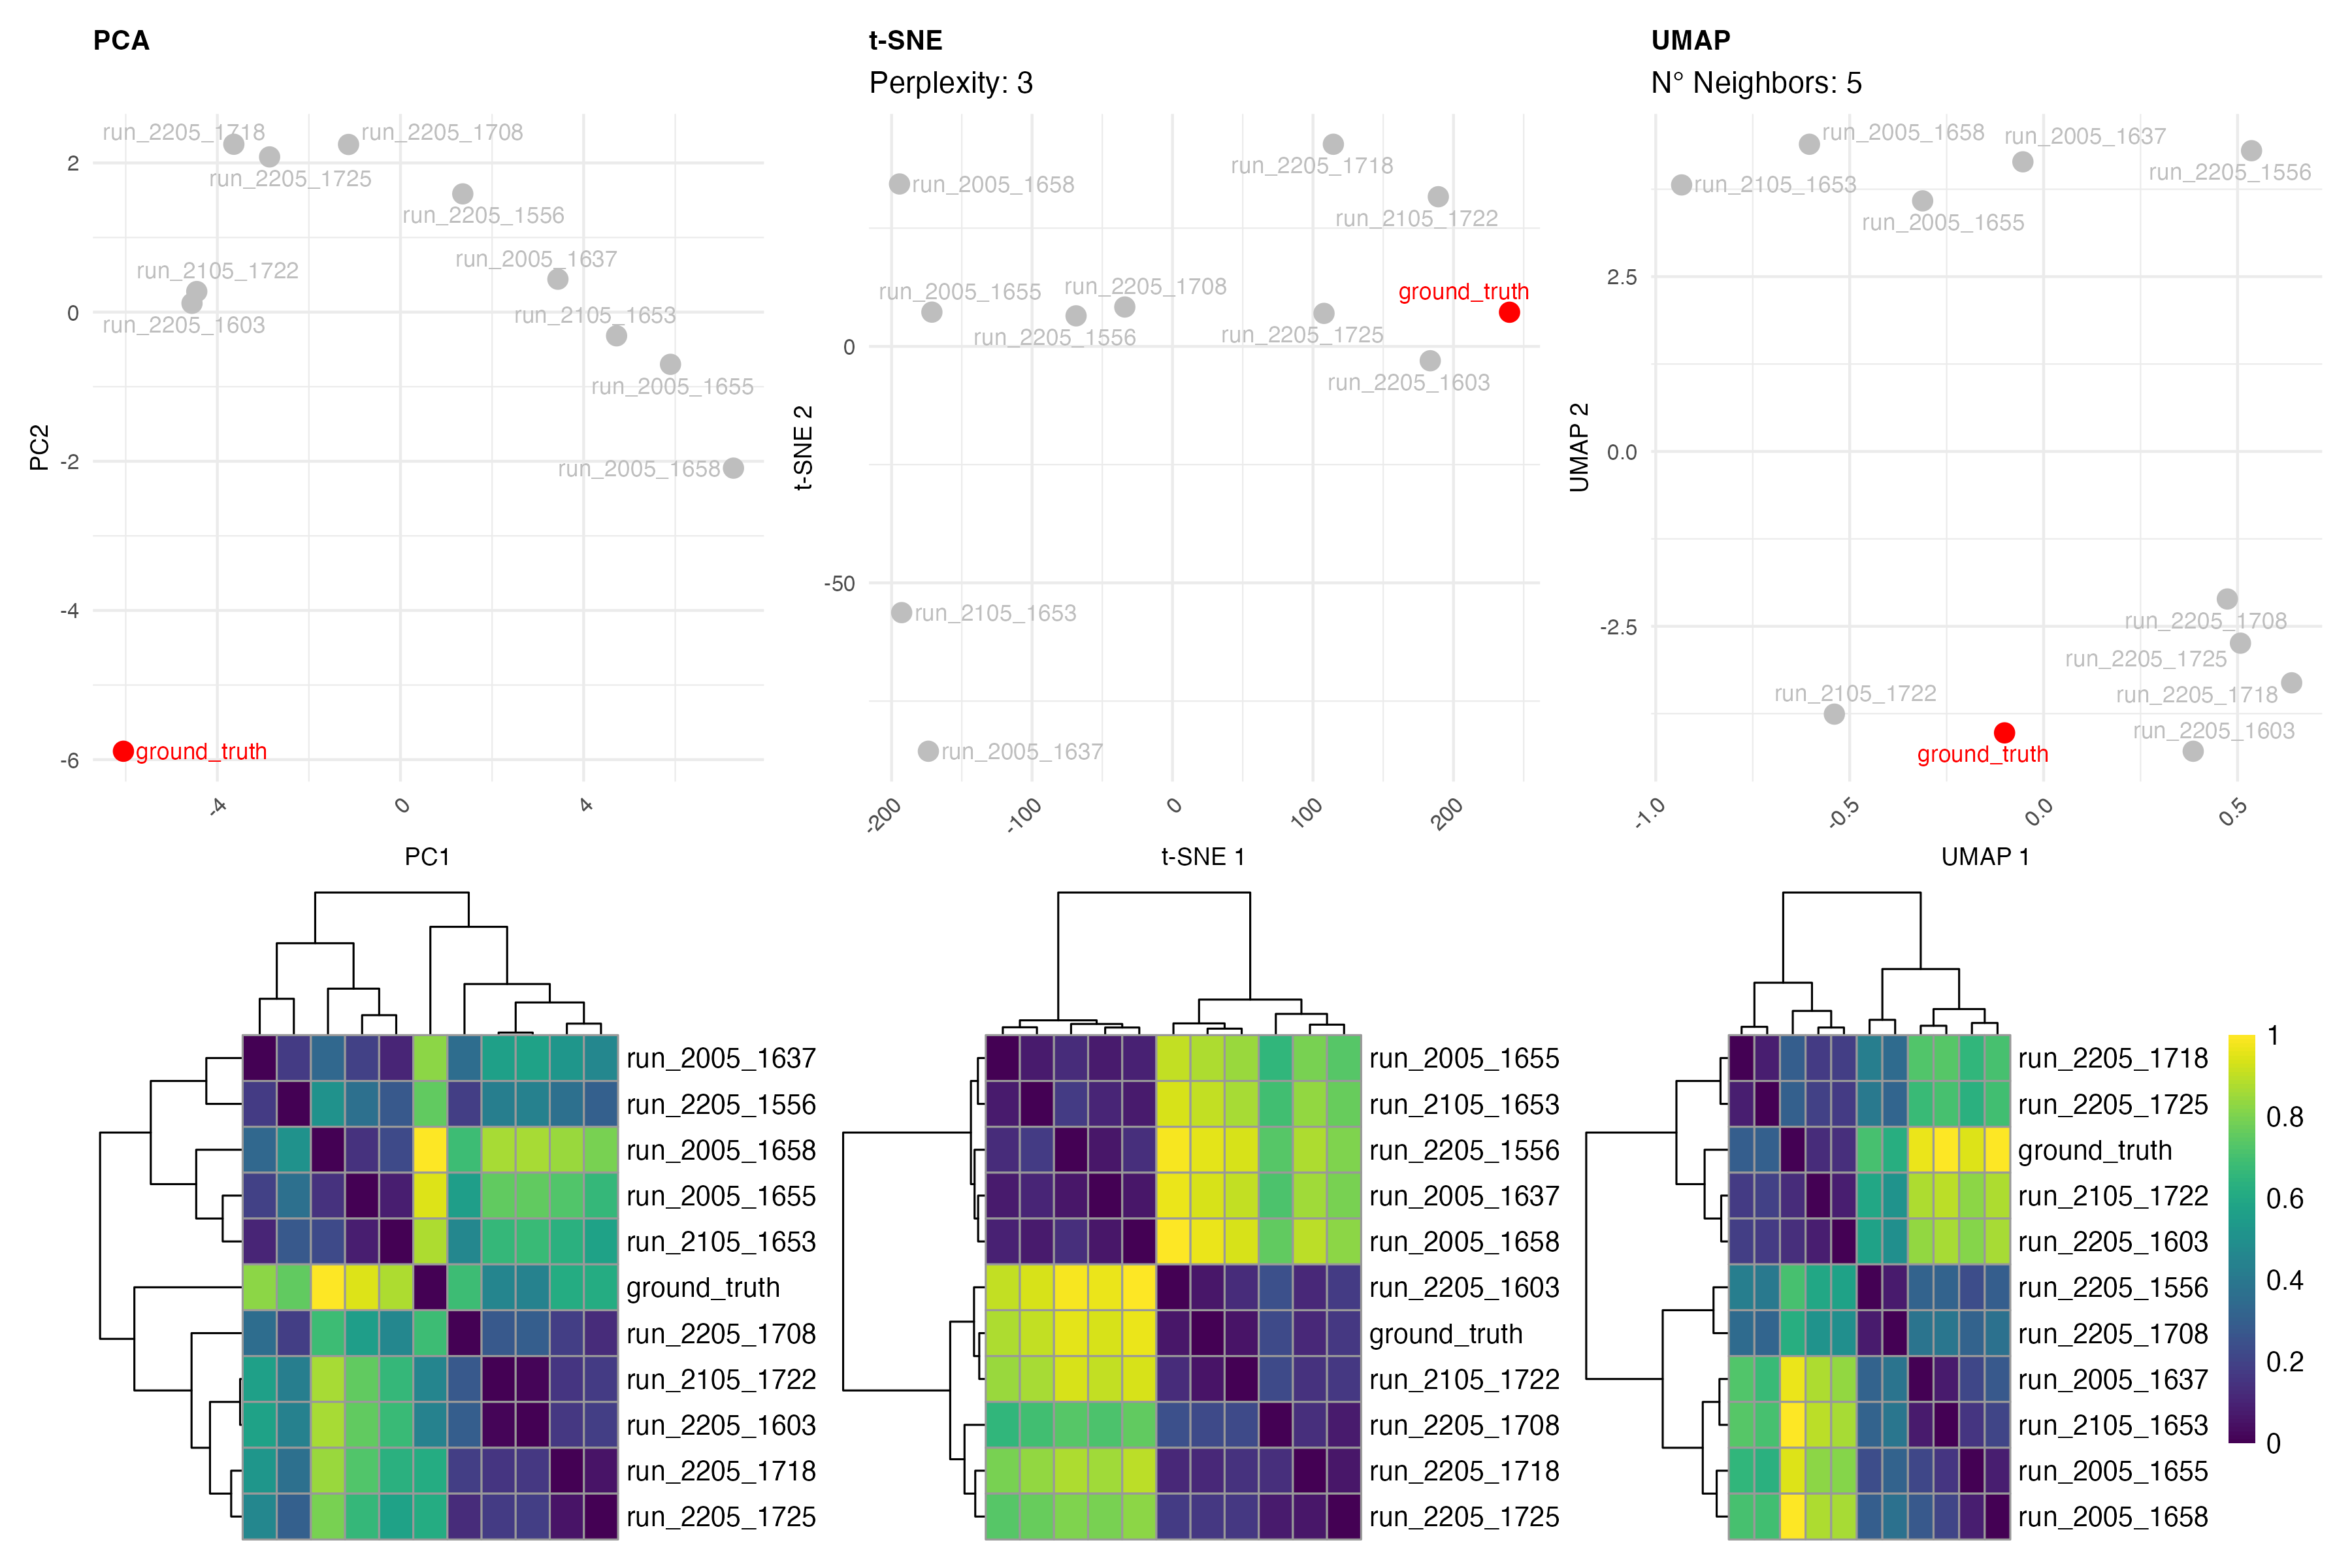 PCA
run_2205_1718
run_2205_1708
run_2205_1725
run_2205_1556
run_2005_1637
run_2105_1722
run_2105_1653
run_2205_1603
run_2005_1655
run_2005_1658
ground_truth
2
0
-2
-4
-6
PC2
-4
0
4
PC1
t-SNE
Perplexity: 3
run_2205_1718
run_2005_1658
run_2105_1722
run_2005_1655
run_2205_1708
ground_truth
run_2205_1556
run_2205_1725
run_2205_1603
run_2105_1653
run_2005_1637
0
-50
t-SNE 2
-200
-100
0
100
200
t-SNE 1
UMAP
N° Neighbors: 5
run_2005_1658
run_2005_1637
run_2205_1556
run_2105_1653
run_2005_1655
run_2205_1708
run_2205_1725
run_2205_1718
run_2105_1722
run_2205_1603
ground_truth
2.5
0.0
-2.5
UMAP 2
-1.0
-0.5
0.0
0.5
UMAP 1
run_2005_1637
run_2205_1556
run_2005_1658
run_2005_1655
run_2105_1653
ground_truth
run_2205_1708
run_2105_1722
run_2205_1603
run_2205_1718
run_2205_1725
run_2005_1655
run_2105_1653
run_2205_1556
run_2005_1637
run_2005_1658
run_2205_1603
ground_truth
run_2105_1722
run_2205_1708
run_2205_1718
run_2205_1725
run_2205_1718
run_2205_1725
ground_truth
run_2105_1722
run_2205_1603
run_2205_1556
run_2205_1708
run_2005_1637
run_2105_1653
run_2005_1655
run_2005_1658
1
0.8
0.6
0.4
0.2
0